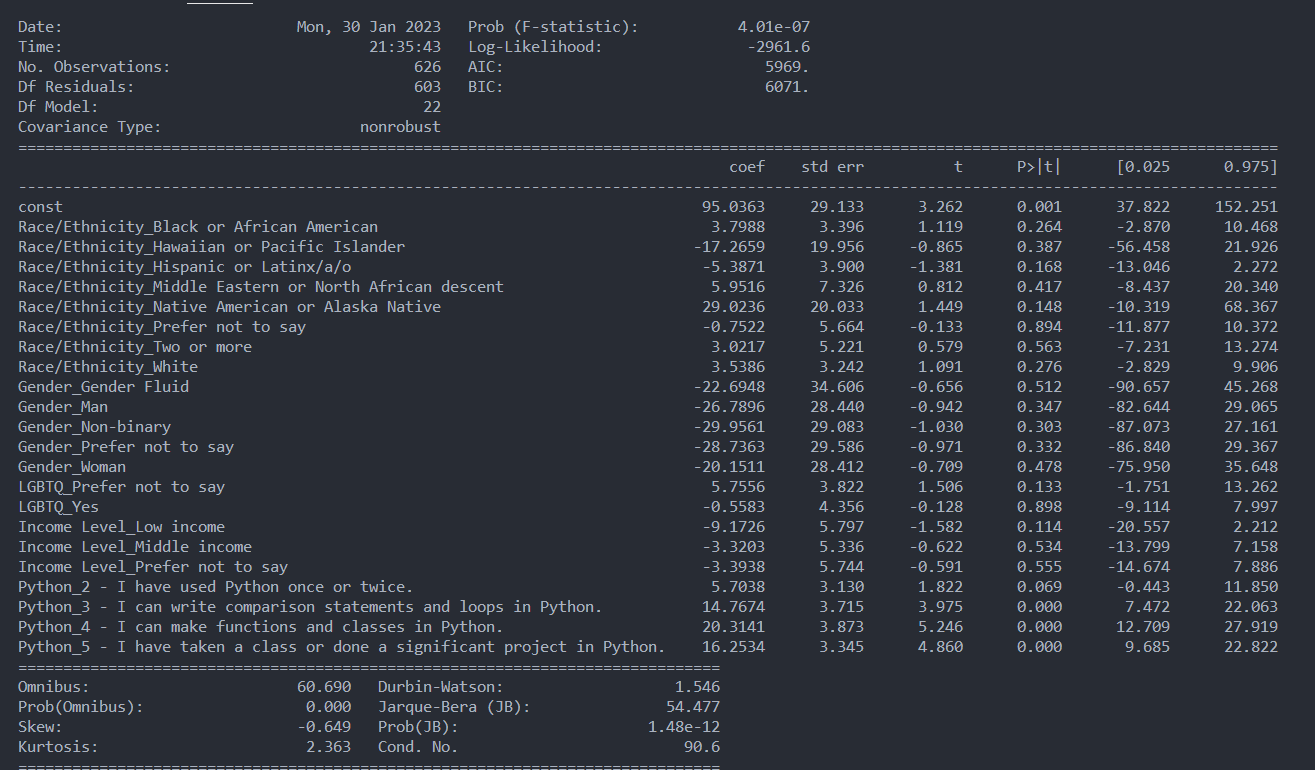 Date: Mon, 30 Jan 2023 Prob (F-statistic): 4.01e-07
Time: 21:35:43 Log-Likelihood: -2961.6
No. Observations: 626 AIC: 5969.
Df Residuals: 603 BIC: 6071.
Df Model: 22
Covariance Type: nonrobust
============================================================================================================================================
coef std err t P>|t| [0.025 0.975]
--------------------------------------------------------------------------------------------------------------------------------------------
const 95.0363 29.133 3.262 0.001 37.822 152.251
Race/Ethnicity_Black or African American 3.7988 3.396 1.119 0.264 -2.870 10.468
Race/Ethnicity_Hawaiian or Pacific Islander -17.2659 19.956 -0.865 0.387 -56.458 21.926
Race/Ethnicity_Hispanic or Latinx/a/o -5.3871 3.900 -1.381 0.168 -13.046 2.272
Race/Ethnicity_Middle Eastern or North African descent 5.9516 7.326 0.812 0.417 -8.437 20.340
Race/Ethnicity_Native American or Alaska Native 29.0236 20.033 1.449 0.148 -10.319 68.367
Race/Ethnicity_Prefer not to say -0.7522 5.664 -0.133 0.894 -11.877 10.372
Race/Ethnicity_Two or more 3.0217 5.221 0.579 0.563 -7.231 13.274
Race/Ethnicity_White 3.5386 3.242 1.091 0.276 -2.829 9.906
Gender_Gender Fluid -22.6948 34.606 -0.656 0.512 -90.657 45.268
Gender_Man -26.7896 28.440 -0.942 0.347 -82.644 29.065
Gender_Non-binary -29.9561 29.083 -1.030 0.303 -87.073 27.161
Gender_Prefer not to say -28.7363 29.586 -0.971 0.332 -86.840 29.367
Gender_Woman -20.1511 28.412 -0.709 0.478 -75.950 35.648
LGBTQ_Prefer not to say 5.7556 3.822 1.506 0.133 -1.751 13.262
LGBTQ_Yes -0.5583 4.356 -0.128 0.898 -9.114 7.997
Income Level_Low income -9.1726 5.797 -1.582 0.114 -20.557 2.212
Income Level_Middle income -3.3203 5.336 -0.622 0.534 -13.799 7.158
Income Level_Prefer not to say -3.3938 5.744 -0.591 0.555 -14.674 7.886
Python_2 - I have used Python once or twice. 5.7038 3.130 1.822 0.069 -0.443 11.850
Python_3 - I can write comparison statements and loops in Python. 14.7674 3.715 3.975 0.000 7.472 22.063
Python_4 - I can make functions and classes in Python. 20.3141 3.873 5.246 0.000 12.709 27.919
Python_5 - I have taken a class or done a significant project in Python. 16.2534 3.345 4.860 0.000 9.685 22.822
==============================================================================
Omnibus: 60.690 Durbin-Watson: 1.546
Prob(Omnibus): 0.000 Jarque-Bera (JB): 54.477
Skew: -0.649 Prob(JB): 1.48e-12
Kurtosis: 2.363 Cond. No. 90.6
==============================================================================